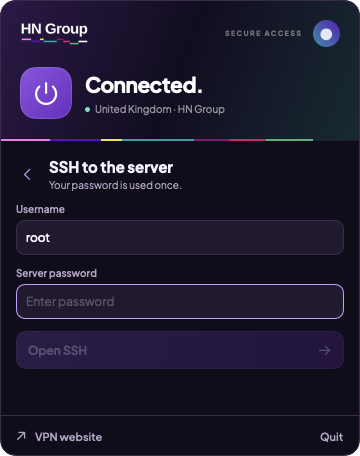 HN Group
SECURE ACCESS
Connected.
United Kingdom · HN Group
SSH to the server
Your password is used once.
Username
root
Server password
Enter password
Open SSH
VPN website
Quit